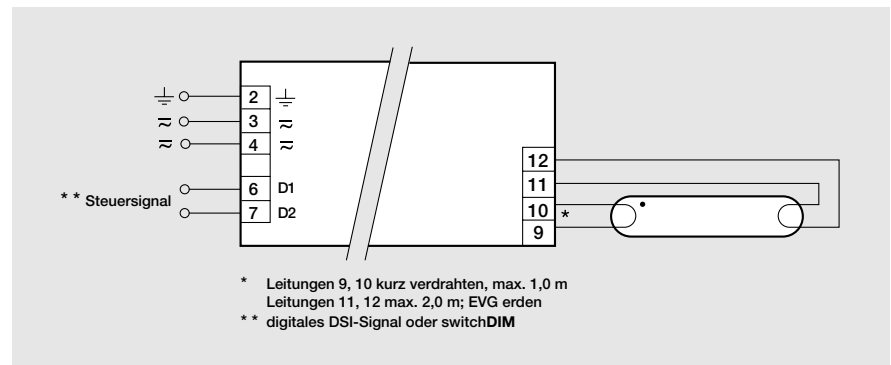 2
3
4
6 D1
7 D2
* * Steuersignal
12
11
10 *
9
* Leitungen 9, 10 kurz verdrahten, max. 1,0 m
Leitungen 11, 12 max. 2,0 m; EVG erden
* * digitales DSI-Signal oder switchDIM